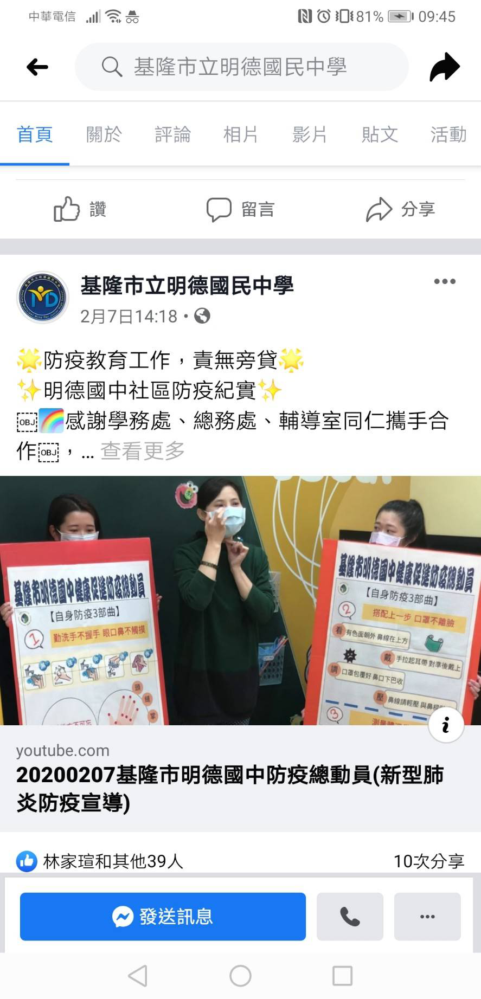 中華電信
81% 09:45
基隆市立明德國民中學
首頁 關於 評論 相片 影片 貼文 活動
讚 留言 分享
基隆市立明德國民中學
2月7日14:18
🌟防疫教育工作，責無旁貸🌟
✨明德國中社區防疫紀實✨
OBJ🌈感謝學務處、總務處、輔導室同仁攜手合
作OBJ，... 查看更多
基隆市明德國中健康促進防疫總動員
【自身防疫3部曲】
1 勤洗手不握手 眼口鼻不觸摸
頭
縫
掌
基隆市明德國中健康促進防疫總動員
【自身防疫3部曲】
2 搭配上一步 口罩不離臉
看 有色面朝外 鼻線在上方
戴 手拉起耳帶 對準後戴上
調 口罩包覆好 鼻口下巴收
壓 鼻線請輕壓 與鼻樑
3
youtube.com
20200207基隆市明德國中防疫總動員(新型肺
炎防疫宣導)
林家瑄和其他39人 10次分享
發送訊息